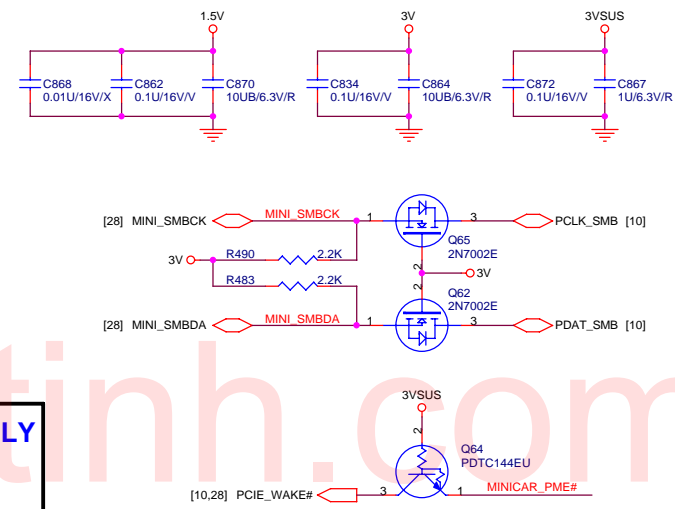 1.5V 3V 3VSUS
C868 C862 C870 C834 C864 C872 C867
0.01U/16V/X 0.1U/16V/V 10UB/6.3V/R 0.1U/16V/V 10UB/6.3V/R 0.1U/16V/V 1U/6.3V/R
[28] MINI_SMBCK MINI_SMBCK 1 3 PCLK_SMB [10]
Q65
2N7002E
3V R490 2.2K
2 3V
R483 2.2K
2
Q62
2N7002E
[28] MINI_SMBDA MINI_SMBDA 1 3 PDAT_SMB [10]
tinh.com
3VSUS
LY
2
Q64
PDTC144EU
[10,28] PCIE_WAKE# 3 1 MINICAR_PME#